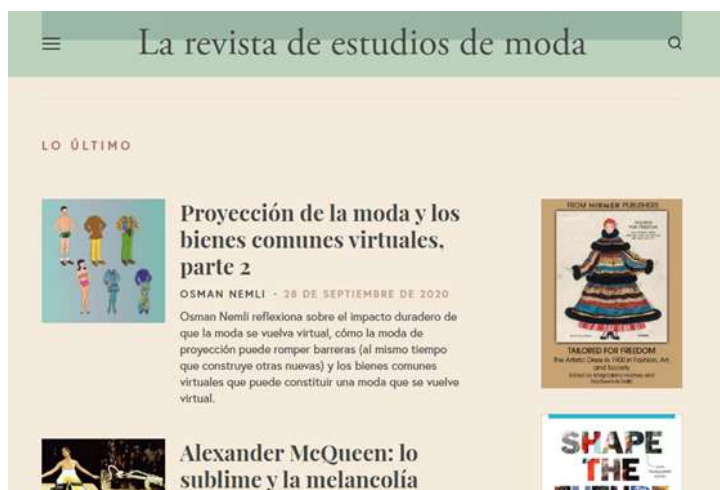 La revista de estudios de moda
LO ÚLTIMO
Proyección de la moda y los
bienes comunes virtuales,
parte 2
OSMAN NEMLI - 28 DE SEPTIEMBRE DE 2020
Osman Nemli reflexiona sobre el impacto duradero de
que la moda se vuelva virtual, cómo la moda de
proyección puede romper barreras (al mismo tiempo
que construye otras nuevas) y los bienes comunes
virtuales que puede constituir una moda que se vuelve
virtual.
Alexander McQueen: lo
sublime y la melancolía
FROM HIRMER PUBLISHERS
TAILORED FOR FREEDOM
The Artistic Dress in 1900 in Fashion, Art,
and Society
SHAPE
THE
FUTURE